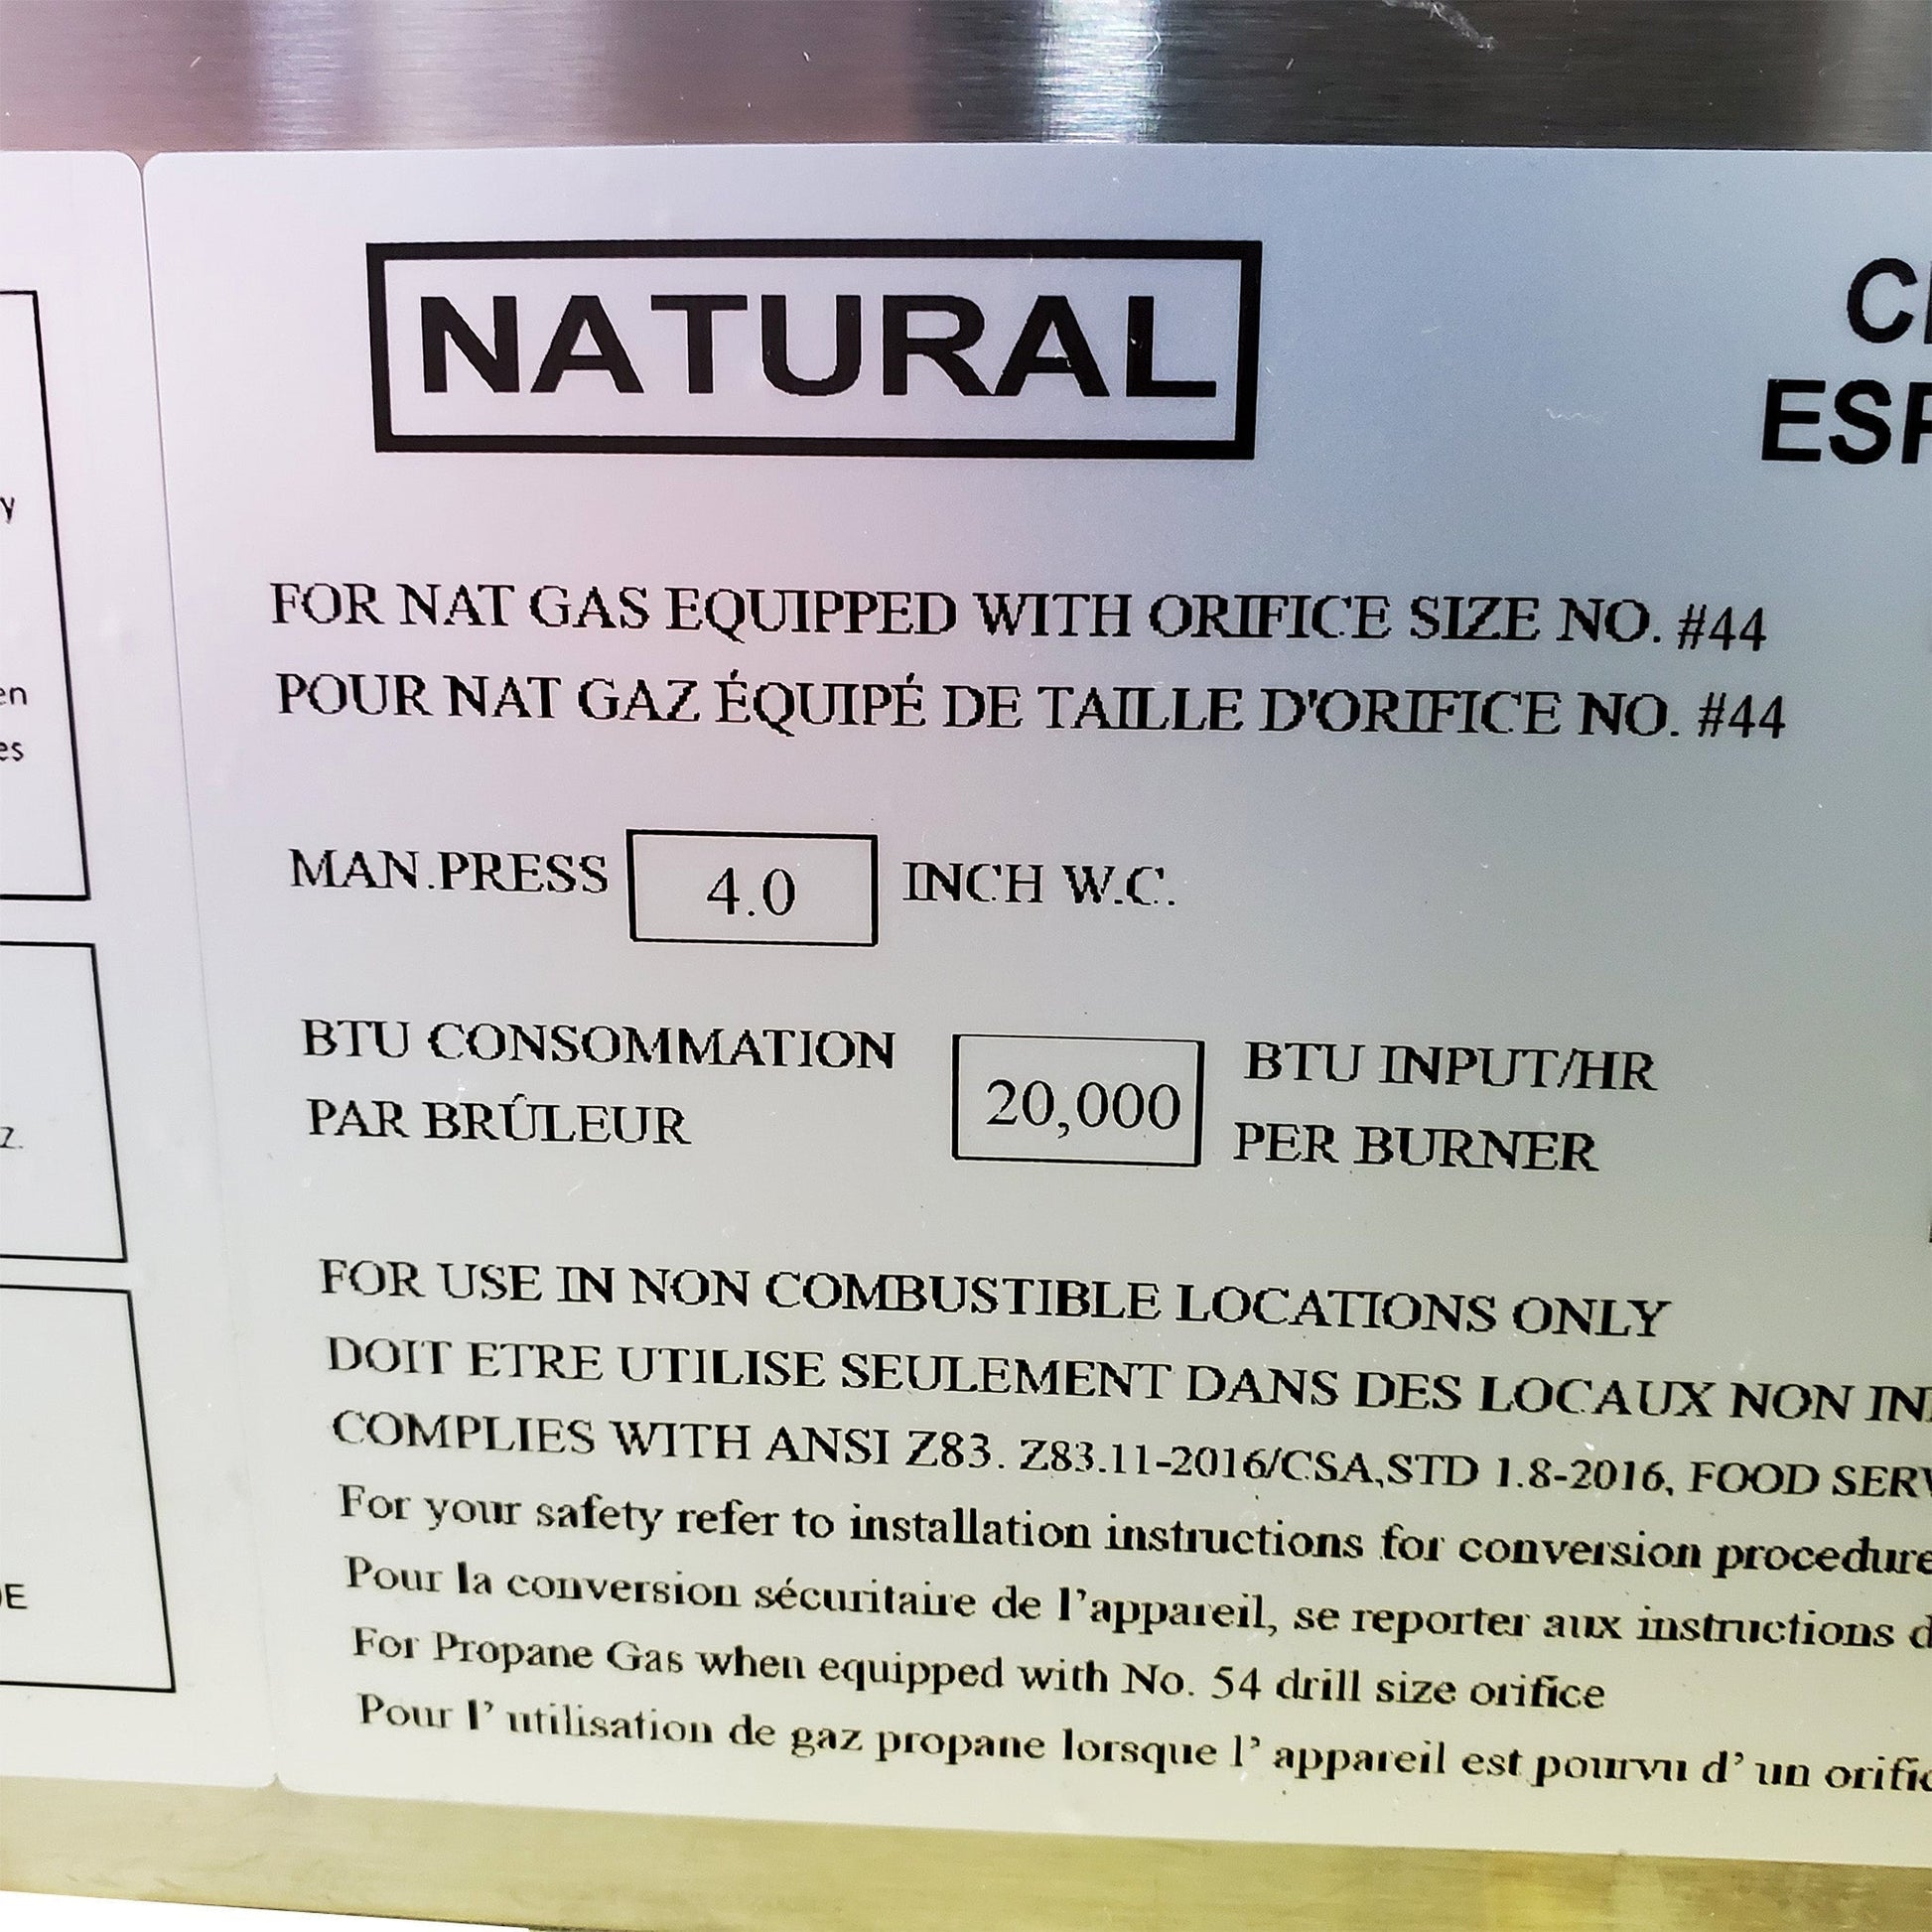 NATURAL
FOR NAT GAS EQUIPPED WITH ORIFICE SIZE NO. #44
POUR NAT GAZ ÉQUIPÉ DE TAILLE D'ORIFICE NO. #44
MAN.PRESS 4.0 INCH W.C.
BTU CONSOMMATION
PAR BRÚLEUR
20,000
BTU INPUT/HR
PER BURNER
FOR USE IN NON COMBUSTIBLE LOCATIONS ONLY
DOIT ETRE UTILISE SEULEMENT DANS DES LOCAUX NON
COMPLIES WITH ANSI Z83. Z83.11-2016/CSA,STD 1.8-2016, FOOD
For your safety refer to installation instructions for conversion procedure
Pour la conversion sécuritaire de l'appareil, se reporter aux instructions
For Propane Gas when equipped with No. 54 drill size orifice
Pour l' utilisation de gaz propane lorsque l' appareil est pourvu d' un